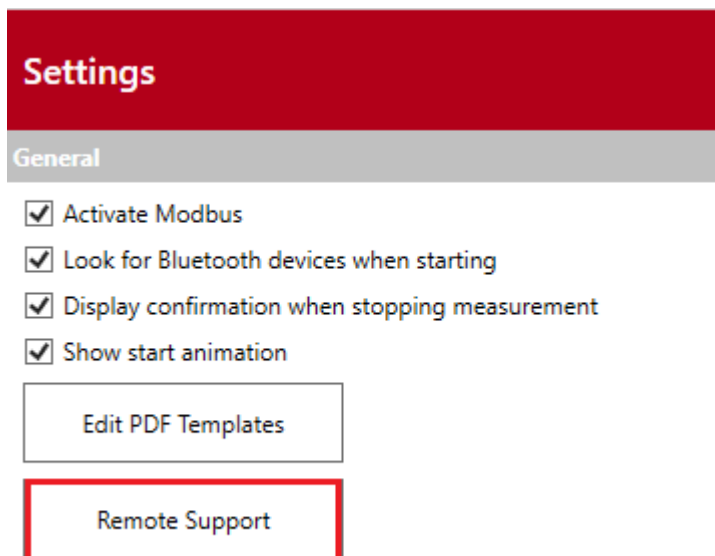 Settings
General
Activate Modbus
Look for Bluetooth devices when starting
Display confirmation when stopping measurement
Show start animation
Edit PDF Templates
Remote Support